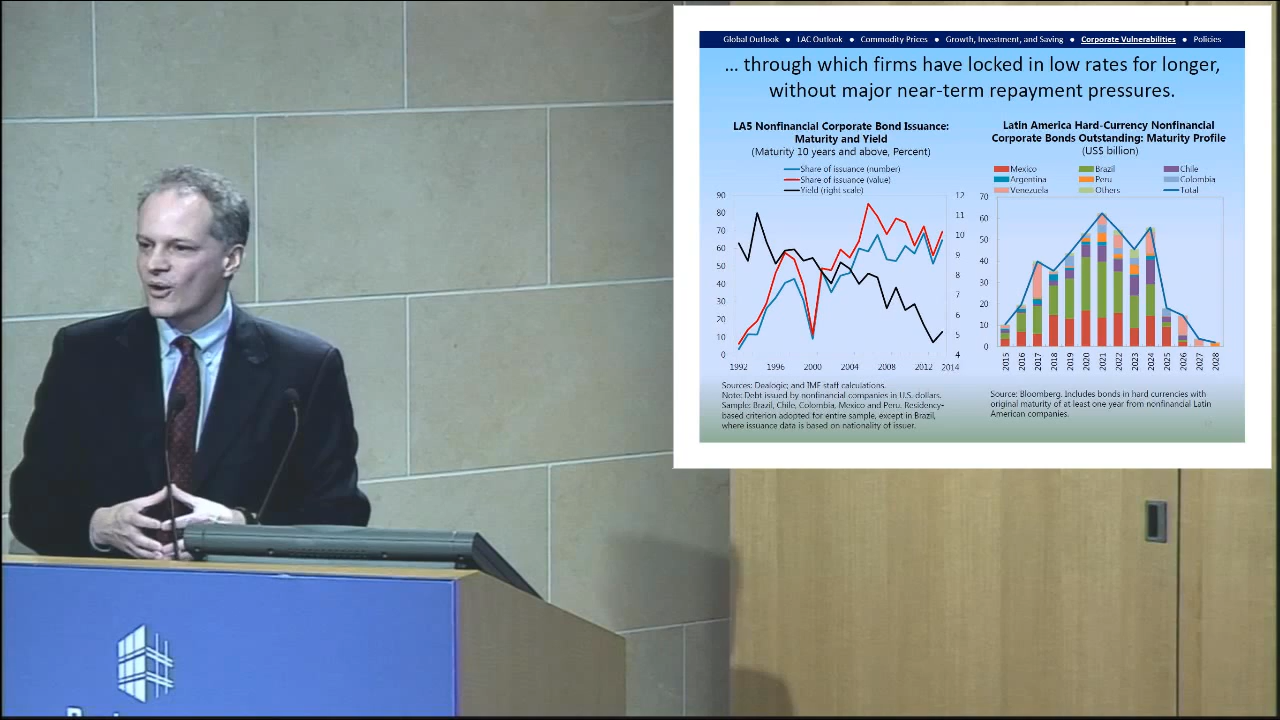 Global Outlook ● LAC Outlook ● Commodity Prices ● Growth, Investment, and Saving ● Corporate Vulnerabilities ● Policies
… through which firms have locked in low rates for longer,
without major near-term repayment pressures.
LA5 Nonfinancial Corporate Bond Issuance:
Maturity and Yield
(Maturity 10 years and above, Percent)
Share of issuance (number)
Share of issuance (value)
Yield (right scale)
90
80
70
60
50
40
30
20
10
0
12
11
10
9
8
7
6
5
4
1992 1996 2000 2004 2008 2012 2014
Sources: Dealogic; and IMF staff calculations.
Note: Debt issued by nonfinancial companies in U.S. dollars.
Sample: Brazil, Chile, Colombia, Mexico and Peru. Residency-
based criterion adopted for entire sample, except in Brazil,
where issuance data is based on nationality of issuer.
Latin America Hard-Currency Nonfinancial
Corporate Bonds Outstanding: Maturity Profile
(US$ billion)
Mexico Brazil Chile
Argentina Peru Colombia
Venezuela Others Total
70
60
50
40
30
20
10
0
2015 2016 2017 2018 2019 2020 2021 2022 2023 2024 2025 2026 2027 2028
Source: Bloomberg. Includes bonds in hard currencies with
original maturity of at least one year from nonfinancial Latin
American companies.